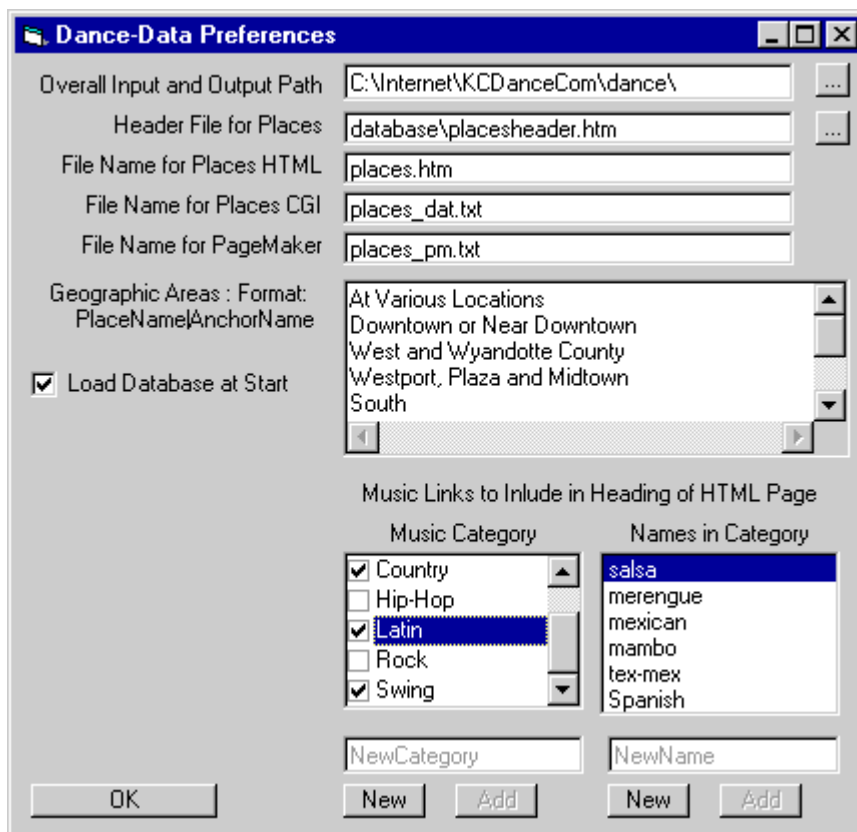 Dance-Data Preferences
Overall Input and Output Path C:\Internet\KCDanceCom\dance\ ...
Header File for Places database\placesheader.htm ...
File Name for Places HTML places.htm
File Name for Places CGI places_dat.txt
File Name for PageMaker places_pm.txt
Geographic Areas : Format:
PlaceName|AnchorName
At Various Locations
Downtown or Near Downtown
West and Wyandotte County
Westport, Plaza and Midtown
South
Load Database at Start
Music Links to Inlude in Heading of HTML Page
Music Category
Country
Hip-Hop
Latin
Rock
Swing
Names in Category
salsa
merengue
mexican
mambo
tex-mex
Spanish
NewCategory
NewName
OK
New Add
New Add